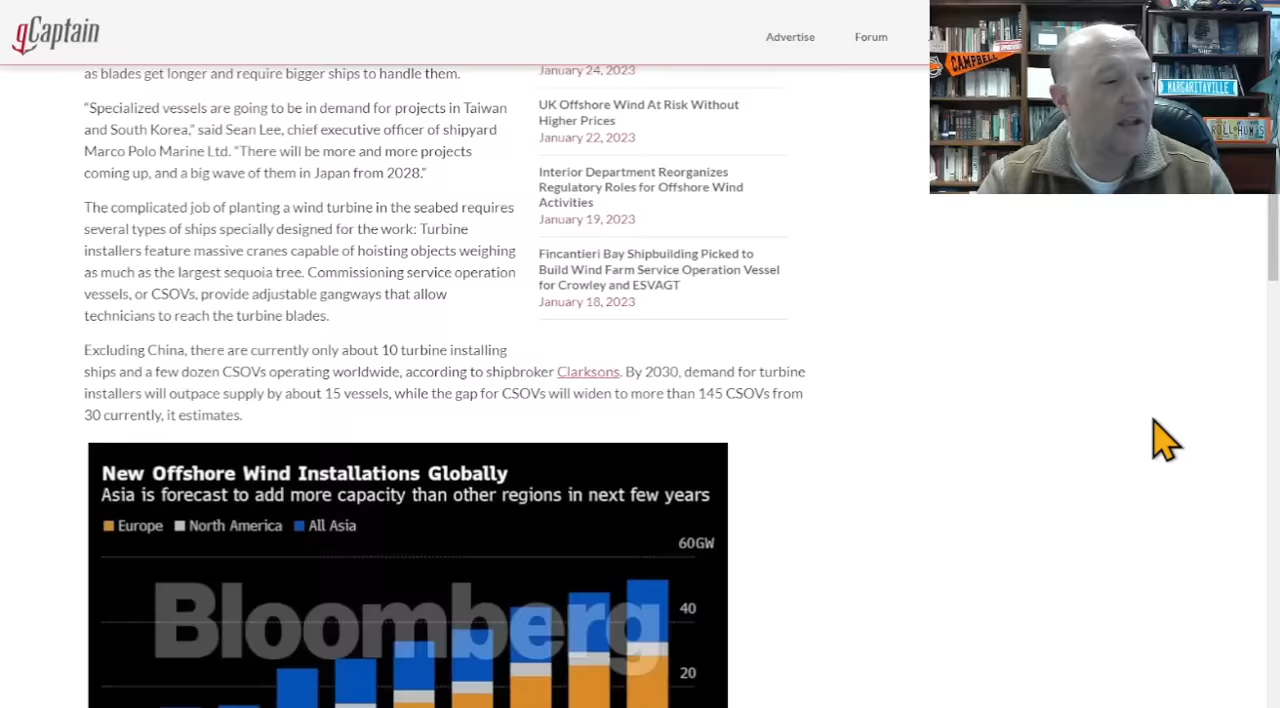 gCaptain
Advertise
Forum
as blades get longer and require bigger ships to handle them.
“Specialized vessels are going to be in demand for projects in Taiwan
and South Korea,” said Sean Lee, chief executive officer of shipyard
Marco Polo Marine Ltd. “There will be more and more projects
coming up, and a big wave of them in Japan from 2028.”
The complicated job of planting a wind turbine in the seabed requires
several types of ships specially designed for the work: Turbine
installers feature massive cranes capable of hoisting objects weighing
as much as the largest sequoia tree. Commissioning service operation
vessels, or CSOVs, provide adjustable gangways that allow
technicians to reach the turbine blades.
Excluding China, there are currently only about 10 turbine installing
ships and a few dozen CSOVs operating worldwide, according to shipbroker Clarksons. By 2030, demand for turbine
installers will outpace supply by about 15 vessels, while the gap for CSOVs will widen to more than 145 CSOVs from
30 currently, it estimates.
January 24, 2023
UK Offshore Wind At Risk Without
Higher Prices
January 22, 2023
Interior Department Reorganizes
Regulatory Roles for Offshore Wind
Activities
January 19, 2023
Fincantieri Bay Shipbuilding Picked to
Build Wind Farm Service Operation Vessel
for Crowley and ESVAGT
January 18, 2023
New Offshore Wind Installations Globally
Asia is forecast to add more capacity than other regions in next few years
Europe North America All Asia
60GW
40
20
Bloomberg
CAMPBELL
MARGARITAVILLE
ROLL HUMPS